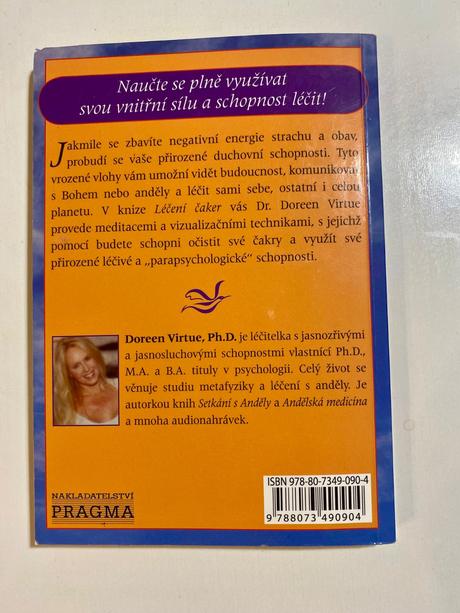 Naučte se plně využívat
svou vnitřní sílu a schopnost léčit!
Jakmile se zbavíte negativní energie strachu a obav,
probudí se vaše přirozené duchovní schopnosti. Tyto
vrozené vlohy vám umožní vidět budoucnost, komunikovat
s Bohem nebo anděly a léčit sami sebe, ostatní i celou
planetu. V knize Léčení čaker vás Dr. Doreen Virtue
provede meditacemi a vizualizačními technikami, s jejichž
pomocí budete schopni očistit své čakry a využít své
přirozené léčivé a „parapsychologické“ schopnosti.
Doreen Virtue, Ph.D. je léčitelka s jasnozřivými
a jasnosluchovými schopnostmi vlastnící Ph.D.,
M.A. a B.A. tituly v psychologii. Celý život se
věnuje studiu metafyziky a léčení s anděly. Je
autorkou knih Setkání s Anděly a Andělská medicína
a mnoha audionahrávek.
ISBN 978-80-7349-090-4
9 788073 490904
NAKLADATELSTVÍ
PRAGMA